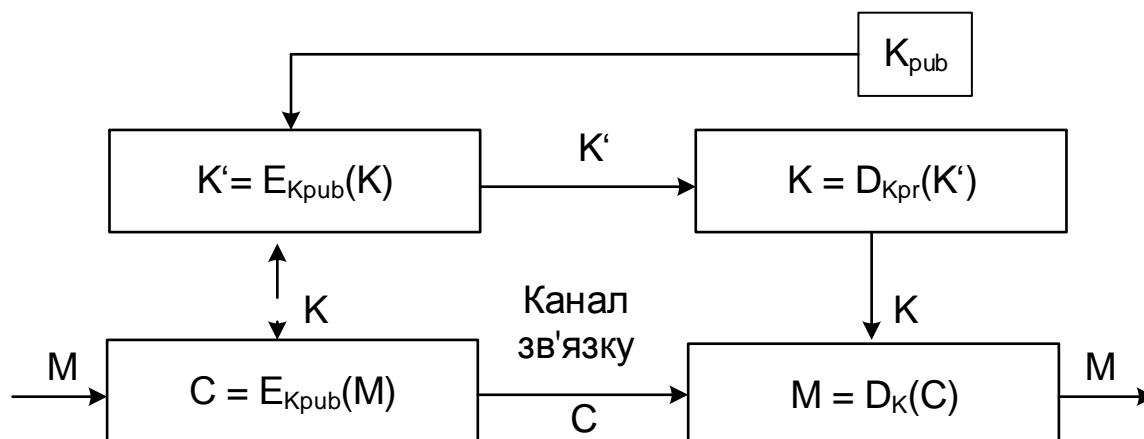 K_pub
K‘
K‘= E_Kpub(K)
K = D_Kpr(K‘)
Канал
зв'язку
K
K
M
C = E_Kpub(M)
C
M = D_K(C)
M